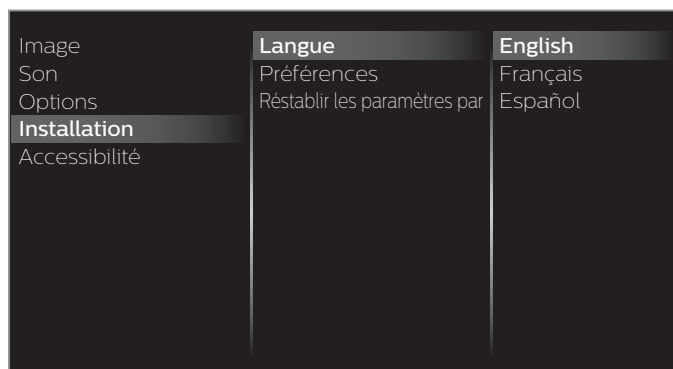 Image
Son
Options
Installation
Accessibilité
Langue
Préférences
Réstablir les paramètres par
English
Français
Español